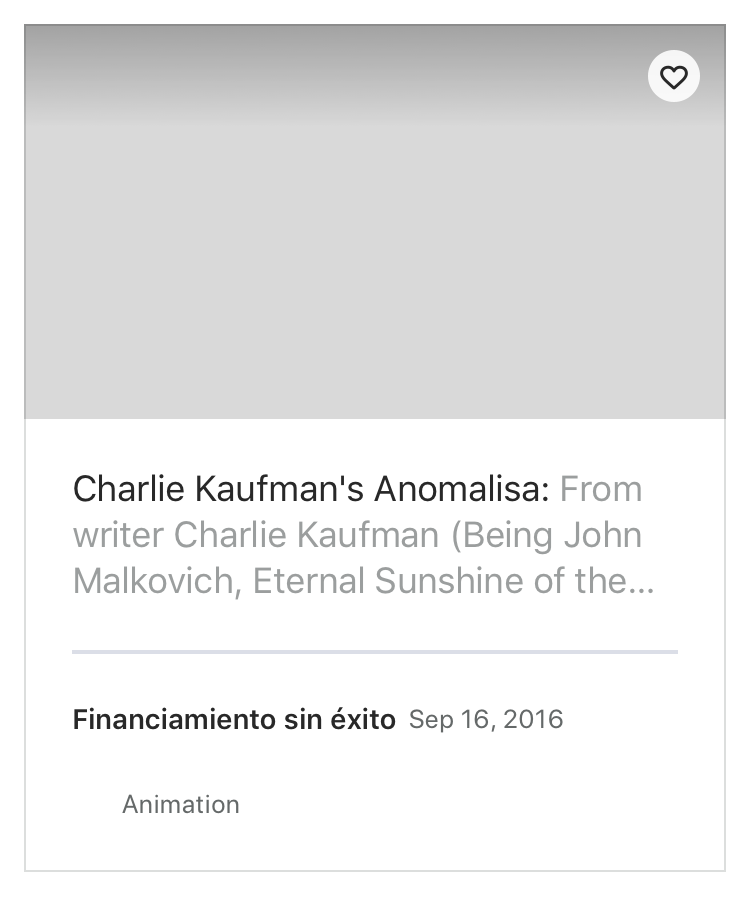 Charlie Kaufman's Anomalisa: From
writer Charlie Kaufman (Being John
Malkovich, Eternal Sunshine of the...
Financiamiento sin éxito Sep 16, 2016
Animation